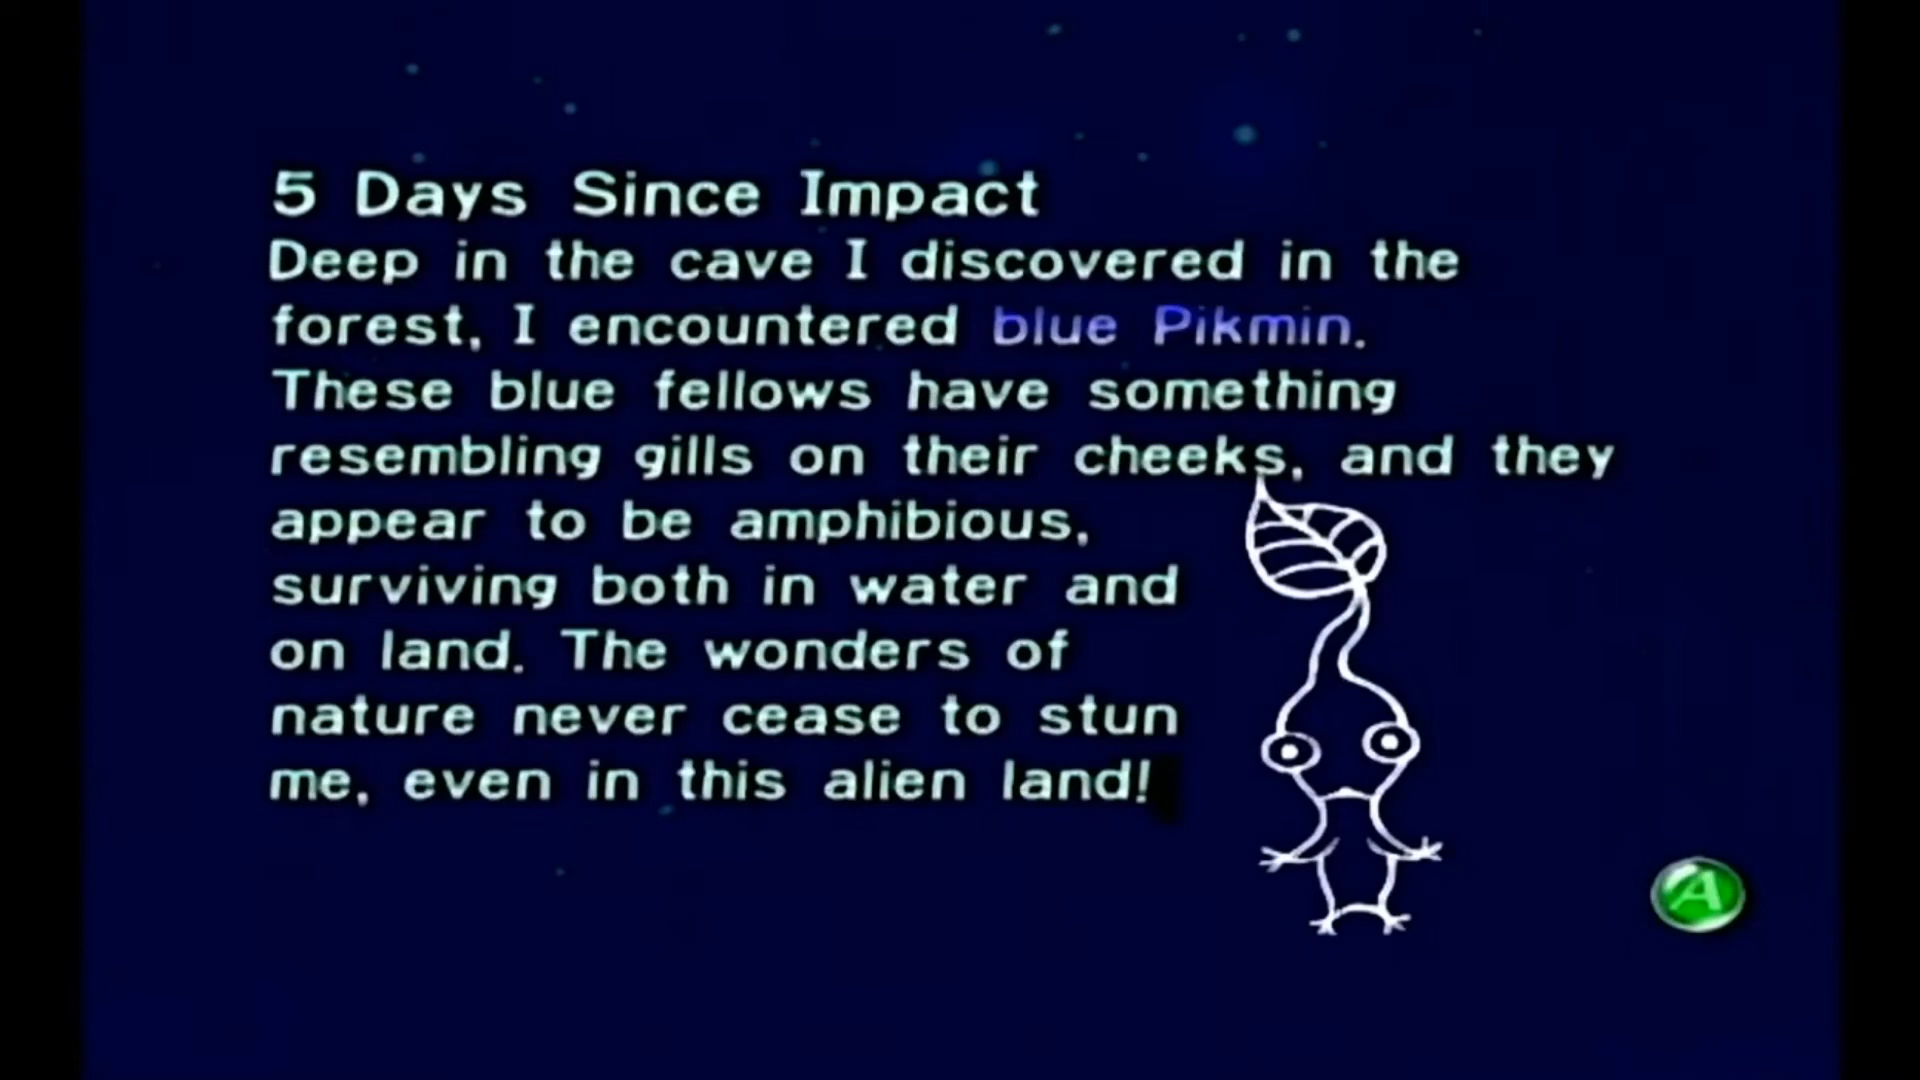 5 Days Since Impact
Deep in the cave I discovered in the
forest, I encountered blue Pikmin.
These blue fellows have something
resembling gills on their cheeks, and they
appear to be amphibious,
surviving both in water and
on land. The wonders of
nature never cease to stun
me, even in this alien land!
A